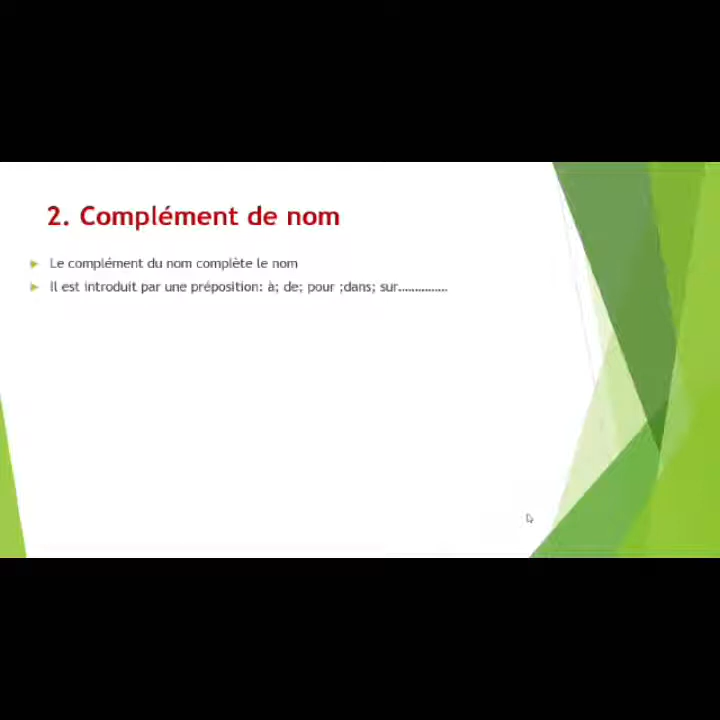 2. Complément de nom
Le complément du nom complète le nom
Il est introduit par une préposition: à; de; pour ;dans; sur...............